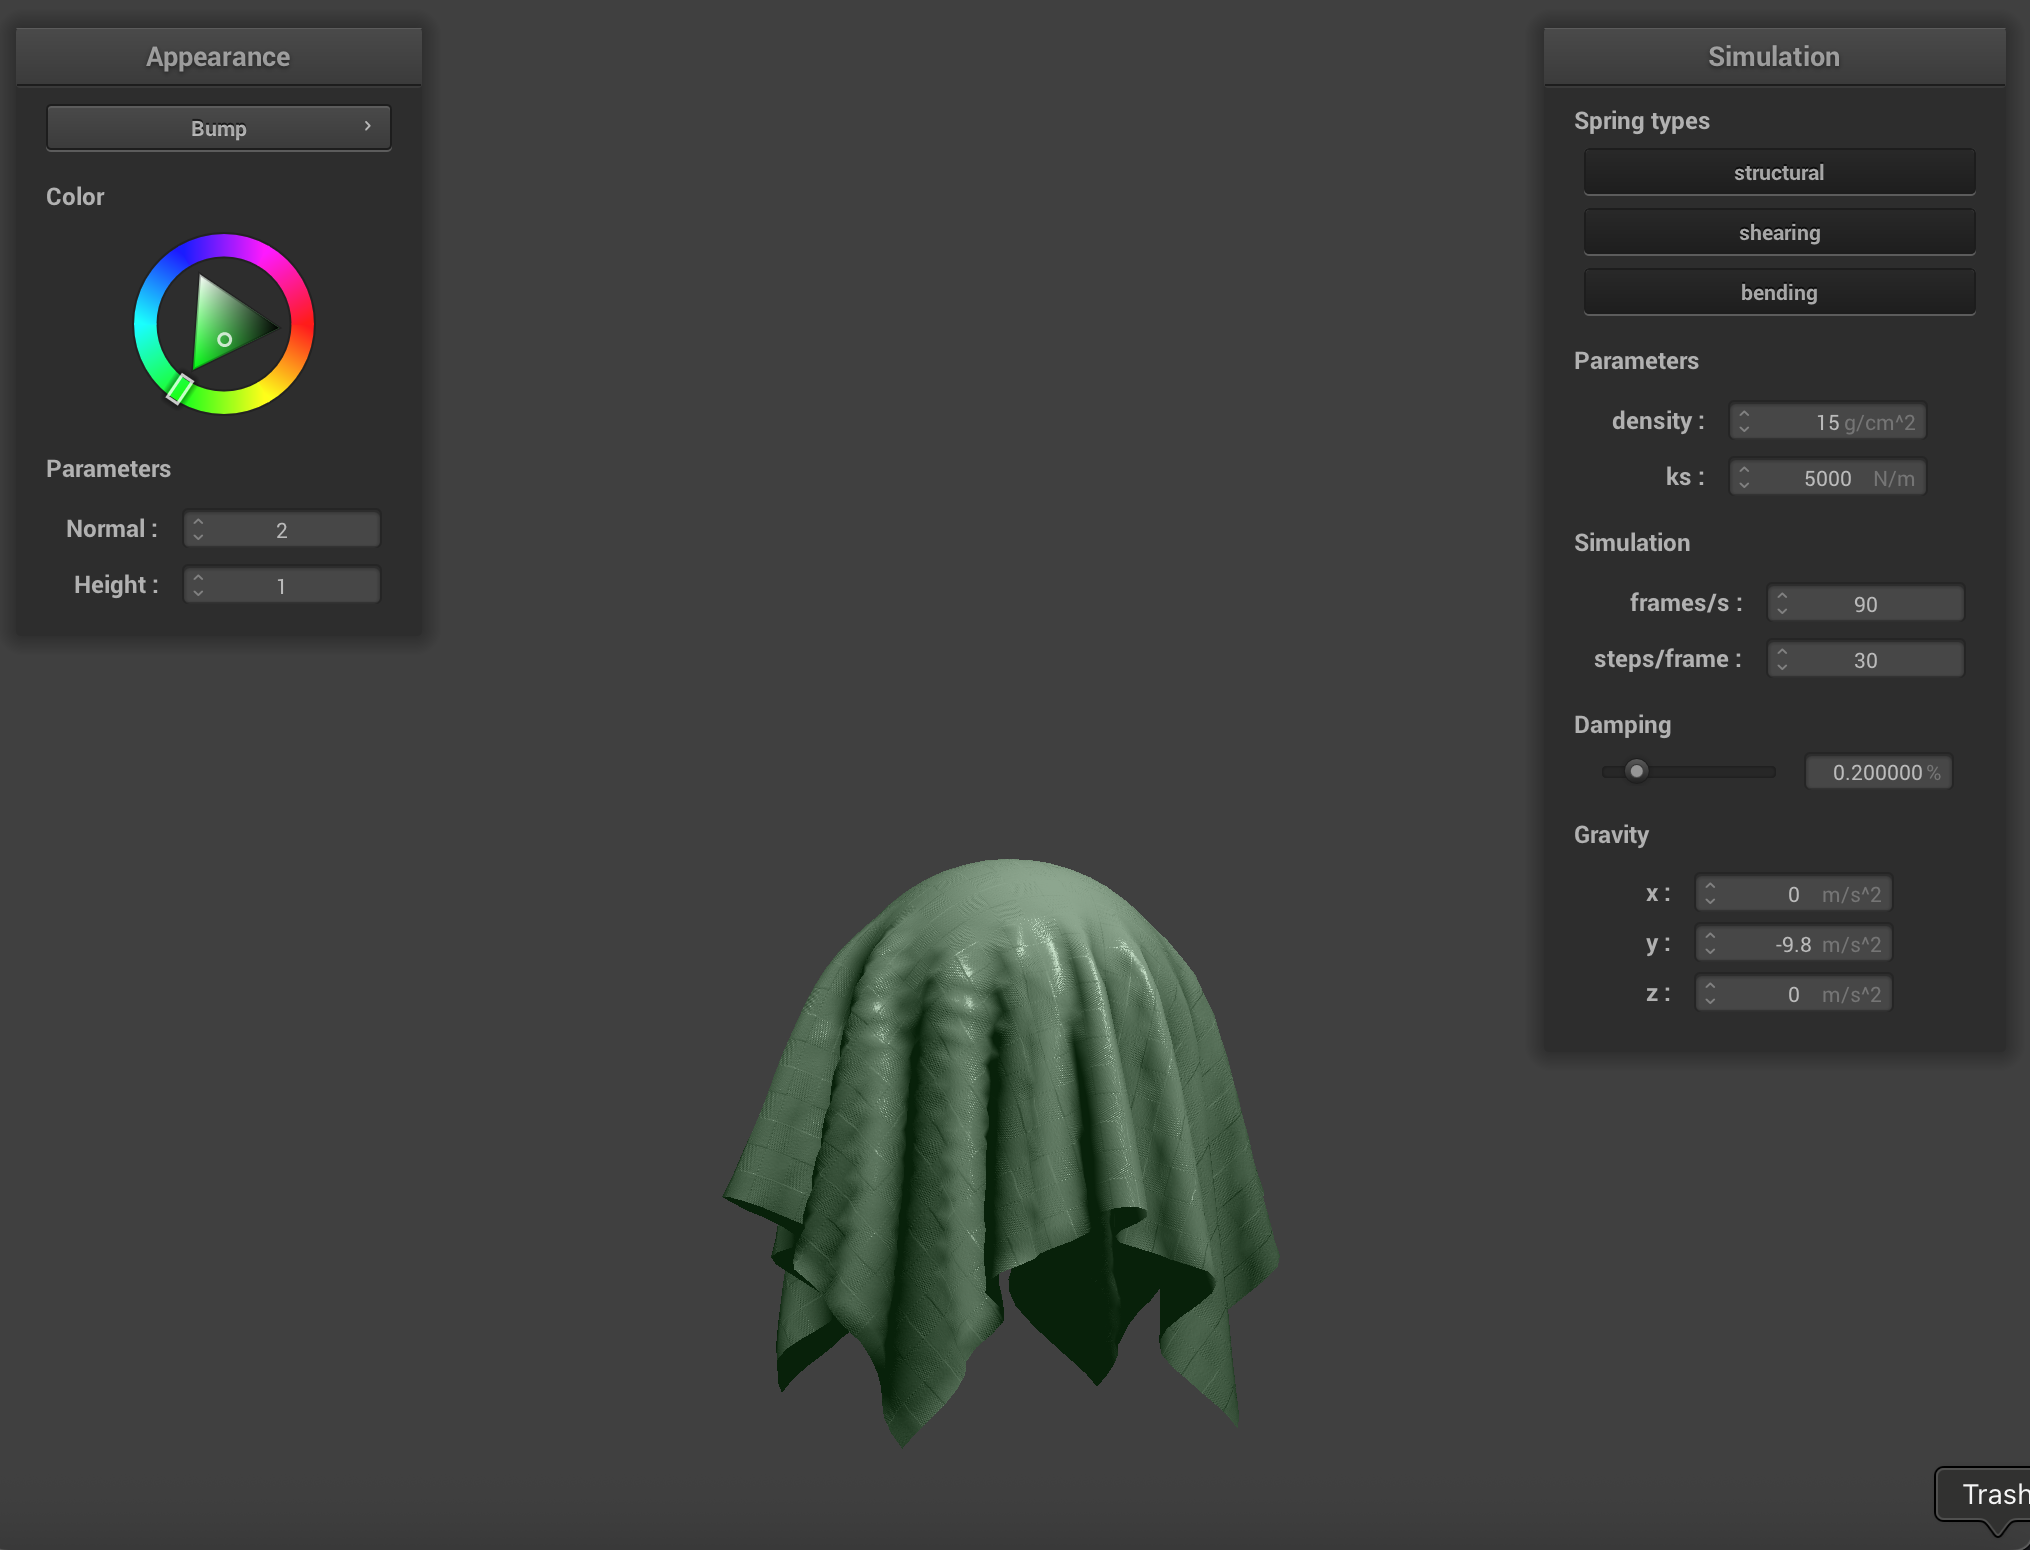 Appearance
Bump
Color
Parameters
Normal : 2
Height : 1
Simulation
Spring types
structural
shearing
bending
Parameters
density : 15 g/cm^2
ks : 5000 N/m
Simulation
frames/s : 90
steps/frame : 30
Damping
0.200000 %
Gravity
x : 0 m/s^2
y : -9.8 m/s^2
z : 0 m/s^2
Trash